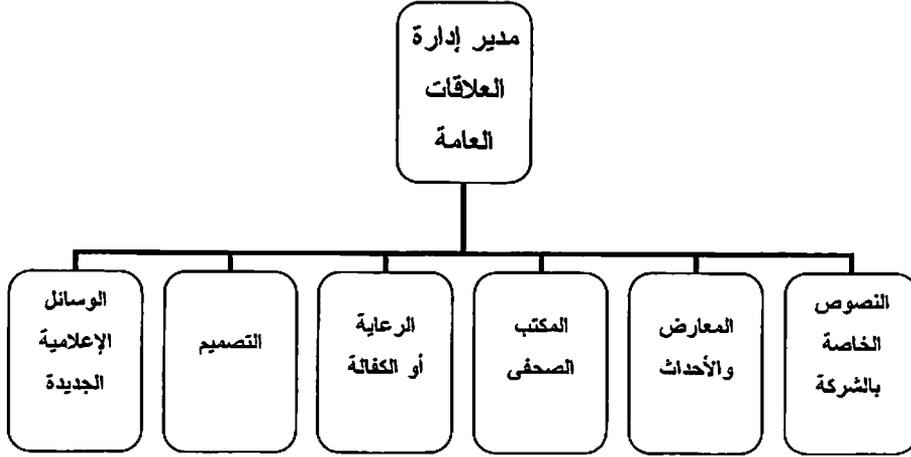 مدير إدارة
العلاقات
العامة
النصوص
الخاصة
بالشركة
المعارض
والأحداث
المكتب
الصحفى
الرعاية
أو الكفالة
التصميم
الوسائل
الإعلامية
الجديدة